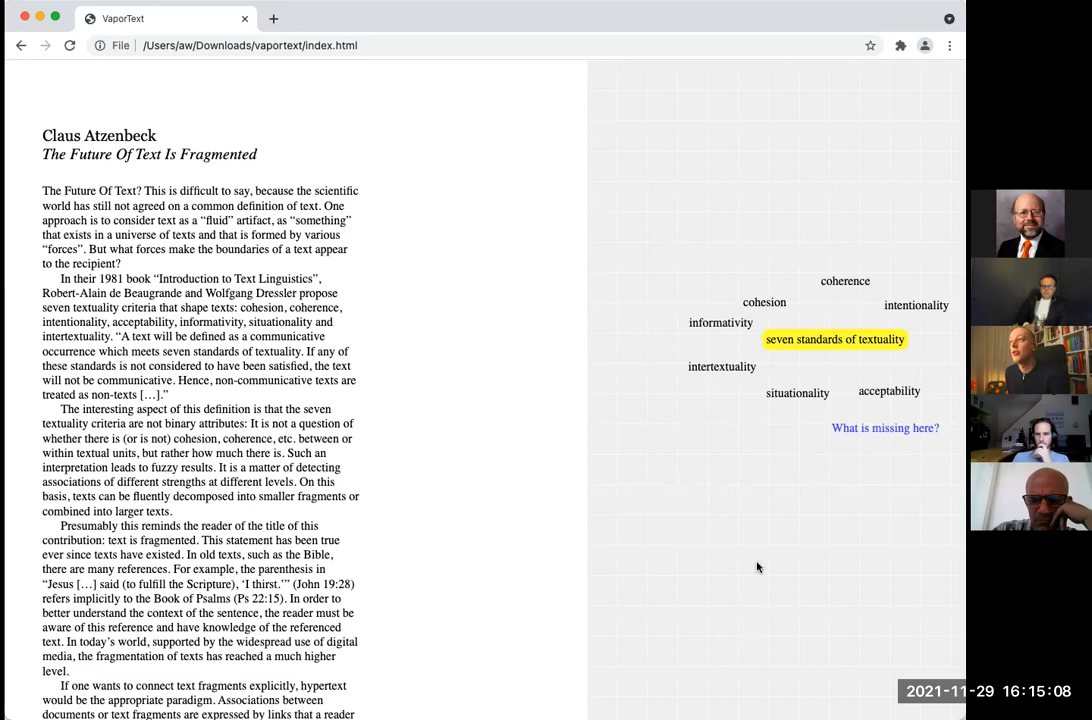 VaporText
File
/Users/aw/Downloads/vaportext/index.html
Claus Atzenbeck
The Future Of Text Is Fragmented
The Future Of Text? This is difficult to say, because the scientific
world has still not agreed on a common definition of text. One
approach is to consider text as a “fluid” artifact, as “something”
that exists in a universe of texts and that is formed by various
“forces”. But what forces make the boundaries of a text appear
to the recipient?
In their 1981 book “Introduction to Text Linguistics”,
Robert-Alain de Beaugrande and Wolfgang Dressler propose
seven textuality criteria that shape texts: cohesion, coherence,
intentionality, acceptability, informativity, situationality and
intertextuality. “A text will be defined as a communicative
occurrence which meets seven standards of textuality. If any of
these standards is not considered to have been satisfied, the text
will not be communicative. Hence, non-communicative texts are
treated as non-texts […].”
The interesting aspect of this definition is that the seven
textuality criteria are not binary attributes: It is not a question of
whether there is (or is not) cohesion, coherence, etc. between or
within textual units, but rather how much there is. Such an
interpretation leads to fuzzy results. It is a matter of detecting
associations of different strengths at different levels. On this
basis, texts can be fluently decomposed into smaller fragments or
combined into larger texts.
Presumably this reminds the reader of the title of this
contribution: text is fragmented. This statement has been true
ever since texts have existed. In old texts, such as the Bible,
there are many references. For example, the parenthesis in
“Jesus […] said (to fulfill the Scripture), ‘I thirst.’” (John 19:28)
refers implicitly to the Book of Psalms (Ps 22:15). In order to
better understand the context of the sentence, the reader must be
aware of this reference and have knowledge of the referenced
text. In today’s world, supported by the widespread use of digital
media, the fragmentation of texts has reached a much higher
level.
If one wants to connect text fragments explicitly, hypertext
would be the appropriate paradigm. Associations between
documents or text fragments are expressed by links that a reader
coherence
cohesion
intentionality
informativity
seven standards of textuality
intertextuality
situationality
acceptability
What is missing here?
2021-11-29 16:15:08